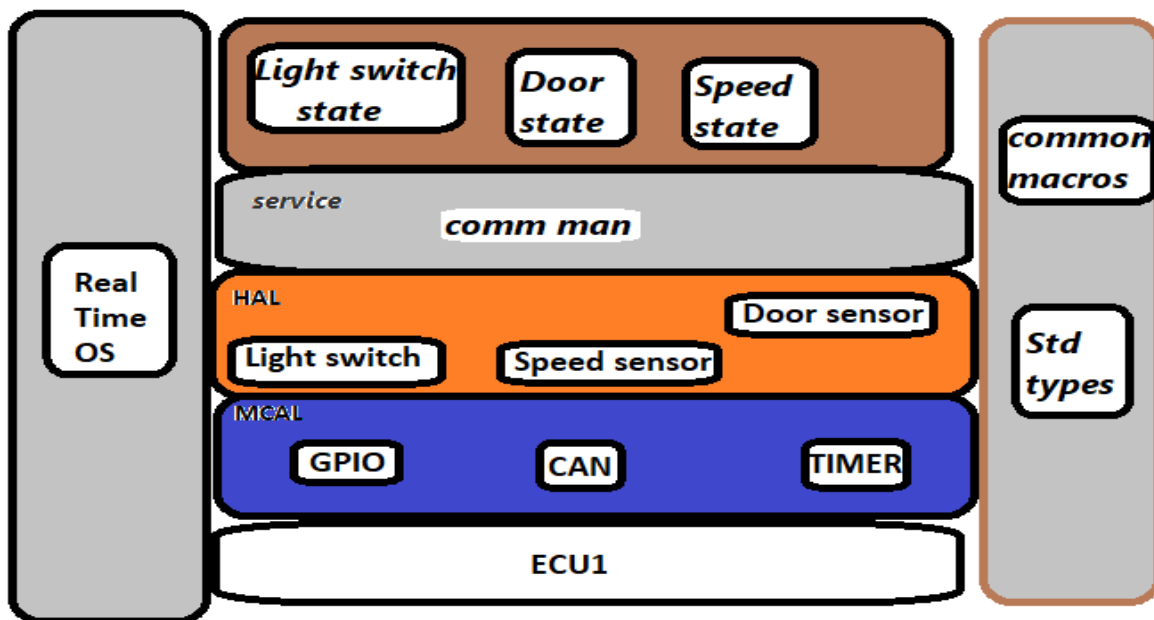 Light switch
state
Door
state
Speed
state
common
macros
service
comm man
Real
Time
OS
HAL
Door sensor
Light switch
Speed sensor
Std
types
MCAL
GPIO
CAN
TIMER
ECU1